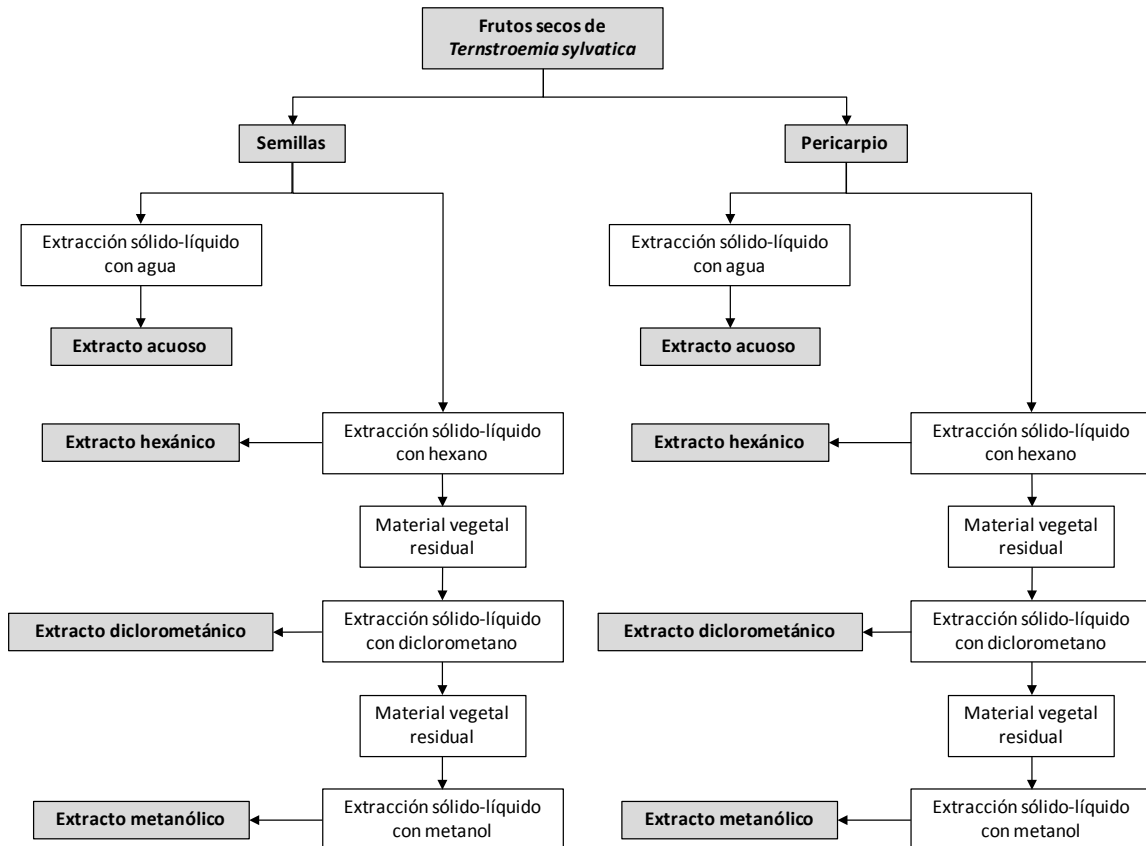 Frutos secos de
Ternstroemia sylvatica
Semillas
Pericarpio
Extracción sólido-líquido
con agua
Extracción sólido-líquido
con agua
Extracto acuoso
Extracto acuoso
Extracto hexánico
Extracción sólido-líquido
con hexano
Extracto hexánico
Extracción sólido-líquido
con hexano
Material vegetal
residual
Material vegetal
residual
Extracto diclorometánico
Extracción sólido-líquido
con diclorometano
Extracto diclorometánico
Extracción sólido-líquido
con diclorometano
Material vegetal
residual
Material vegetal
residual
Extracto metanólico
Extracción sólido-líquido
con metanol
Extracto metanólico
Extracción sólido-líquido
con metanol